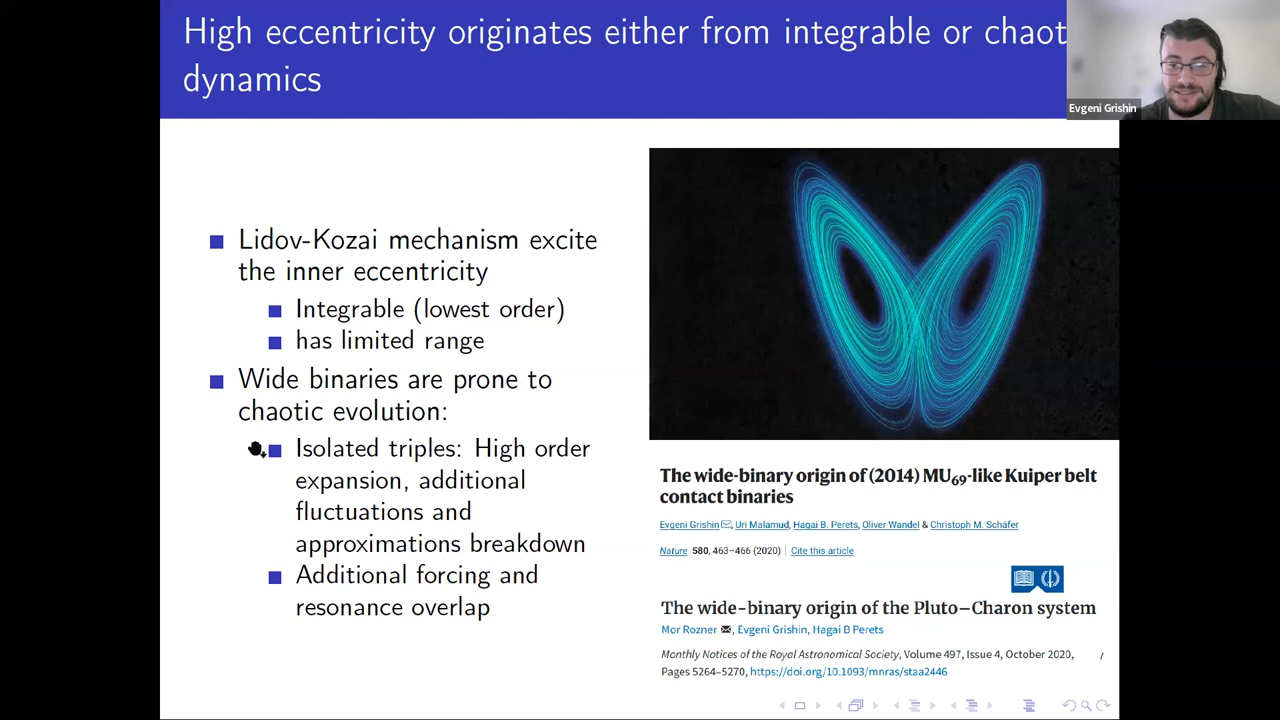 High eccentricity originates either from integrable or chaot
dynamics
Evgeni Grishin
Lidov-Kozai mechanism excite
the inner eccentricity
Integrable (lowest order)
has limited range
Wide binaries are prone to
chaotic evolution:
Isolated triples: High order
expansion, additional
fluctuations and
approximations breakdown
Additional forcing and
resonance overlap
The wide-binary origin of (2014) MU69-like Kuiper belt
contact binaries
Evgeni Grishin, Uri Malamud, Hagai B. Perets, Oliver Wandel & Christoph M. Schäfer
Nature 580, 463–466 (2020) | Cite this article
The wide-binary origin of the Pluto–Charon system
Mor Rozner, Evgeni Grishin, Hagai B Perets
Monthly Notices of the Royal Astronomical Society, Volume 497, Issue 4, October 2020,
Pages 5264–5270, https://doi.org/10.1093/mnras/staa2446